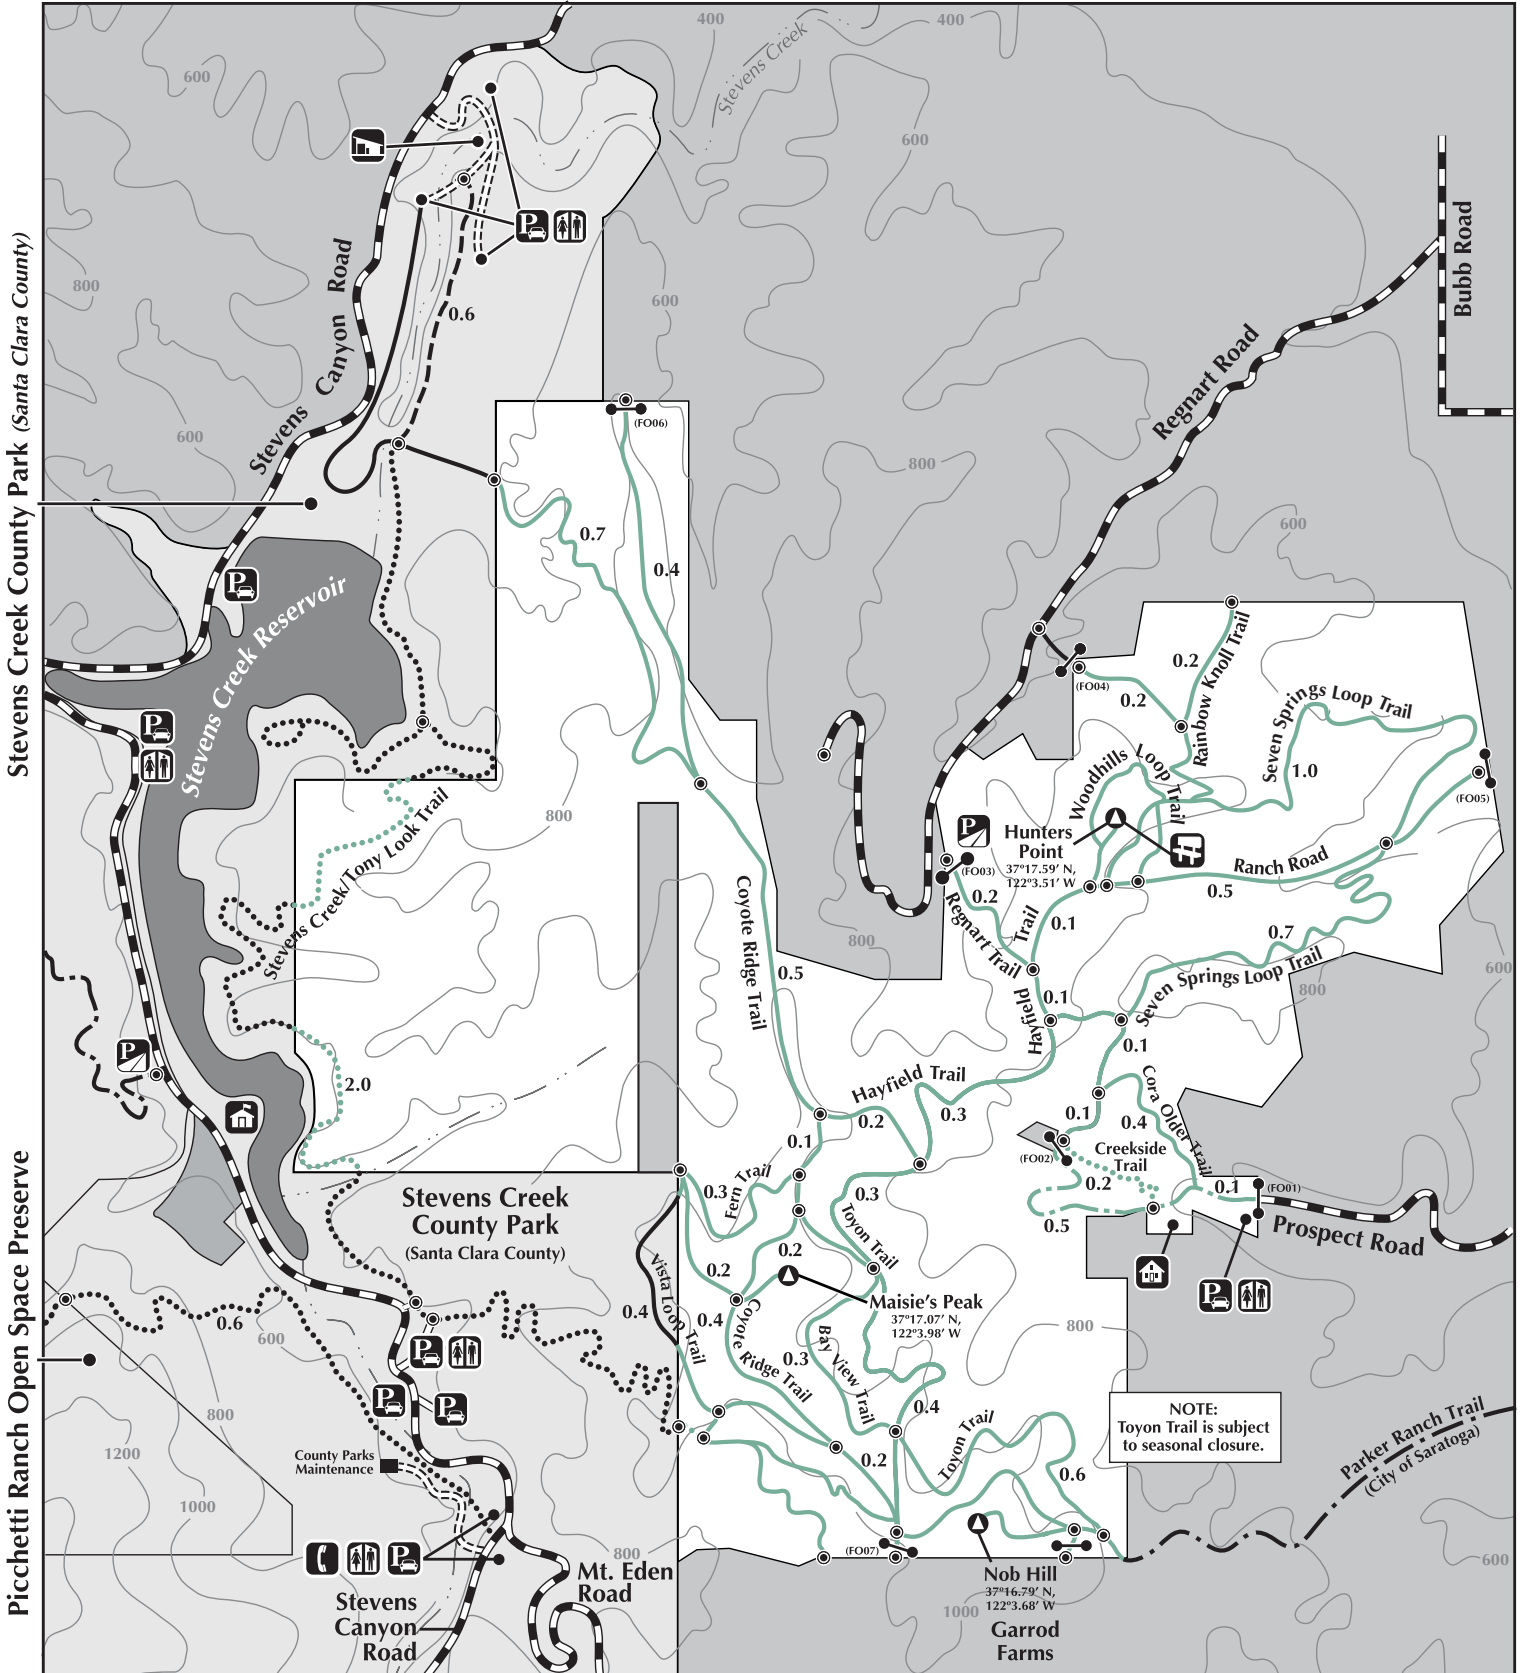 400
400
Stevens Creek
600
600
800
Stevens Creek County Park (Santa Clara County)
Stevens Canyon Road
P
0.6
600
Bubb Road
Regnart Road
(FO06)
600
800
600
0.7
0.4
P
Stevens Creek Reservoir
P
(FO04)
0.2
0.2
Rainbow Knoll Trail
Seven Springs Loop Trail
1.0
(FO05)
Woodhills Loop Trail
800
Stevens Creek/Tony Look Trail
P
(FO03)
Hunters
Point
37°17.59' N,
122°3.51' W
Ranch Road
0.5
Coyote Ridge Trail
0.5
0.2
Regnart Trail
0.1
Hayfield Trail
800
0.7
Seven Springs Loop Trail
800
600
0.1
0.1
P
2.0
Hayfield Trail
0.2
0.3
Cora Older Trail
0.1
0.4
(FO02)
Creekside
Trail
0.2
0.5
0.1
(FO01)
Prospect Road
P
0.1
0.3
Fern Trail
0.3
Toyon Trail
Stevens Creek
County Park
(Santa Clara County)
Picchetti Ranch Open Space Preserve
0.2
0.2
Vista Loop Trail
0.4
0.4
Maisie's Peak
37°17.07' N,
122°3.98' W
800
0.6
600
P
P
P
Coyote Ridge Trail
0.3
Bay View Trail
0.4
Toyon Trail
0.2
0.6
NOTE:
Toyon Trail is subject
to seasonal closure.
Parker Ranch Trail
(City of Saratoga)
800
1200
1000
County Parks
Maintenance
P
800
Mt. Eden
Road
Stevens
Canyon
Road
(FO07)
Nob Hill
37°16.79' N,
122°3.68' W
1000
Garrod
Farms
600